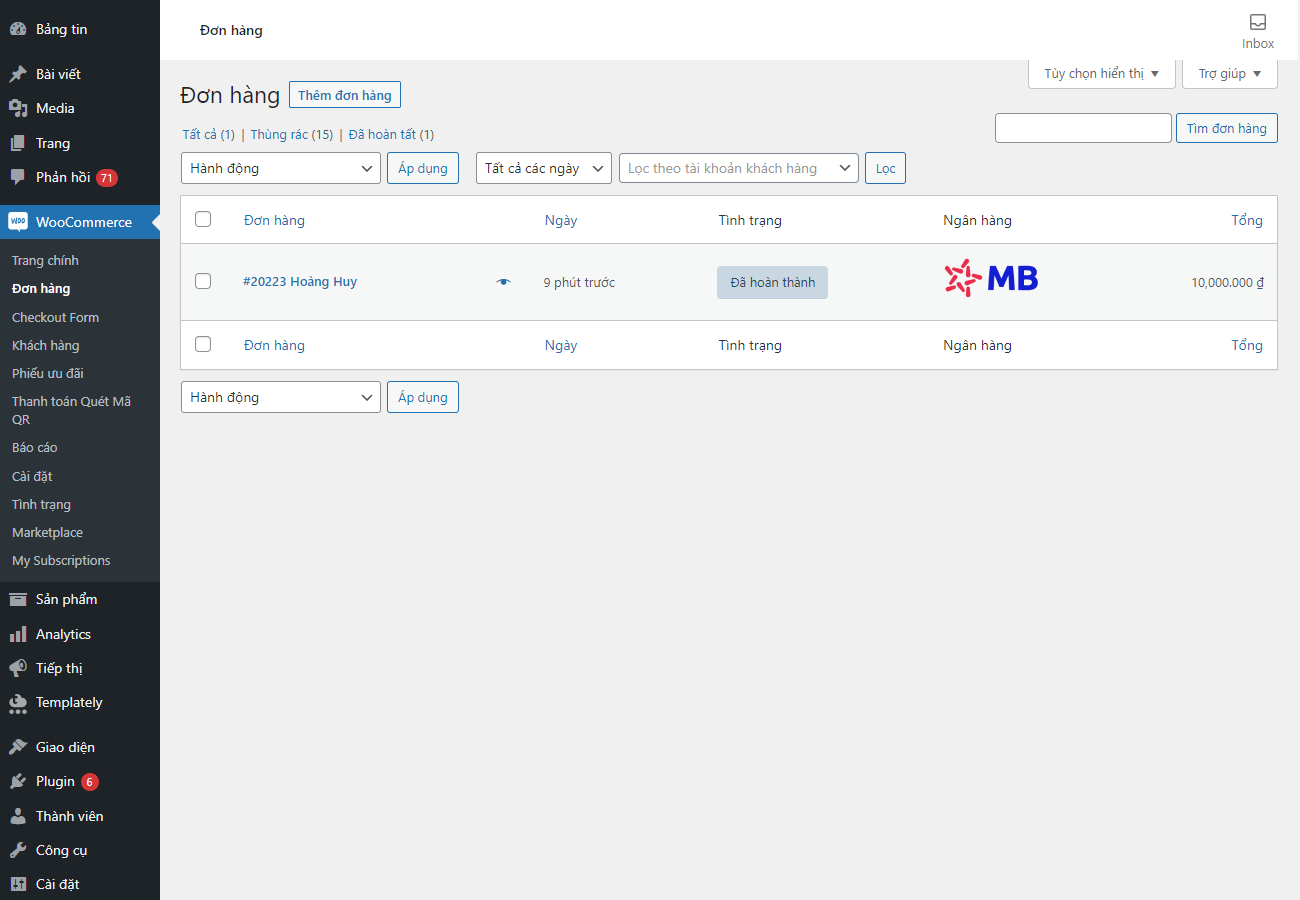 Bảng tin
Bài viết
Media
Trang
Phản hồi 71
WooCommerce
Trang chính
Đơn hàng
Checkout Form
Khách hàng
Phiếu ưu đãi
Thanh toán Quét Mã
QR
Báo cáo
Cài đặt
Tình trạng
Marketplace
My Subscriptions
Sản phẩm
Analytics
Tiếp thị
Templately
Giao diện
Plugin 6
Thành viên
Công cụ
Cài đặt
Đơn hàng
Inbox
Tùy chọn hiển thị ▼
Trợ giúp ▼
Đơn hàng Thêm đơn hàng
Tất cả (1) | Thùng rác (15) | Đã hoàn tất (1)
Tìm đơn hàng
Hành động Áp dụng Tất cả các ngày Lọc theo tài khoản khách hàng Lọc
Đơn hàng Ngày Tình trạng Ngân hàng Tổng
#20223 Hoàng Huy 9 phút trước Đã hoàn thành MB 10,000.000 ₫
Đơn hàng Ngày Tình trạng Ngân hàng Tổng
Hành động Áp dụng